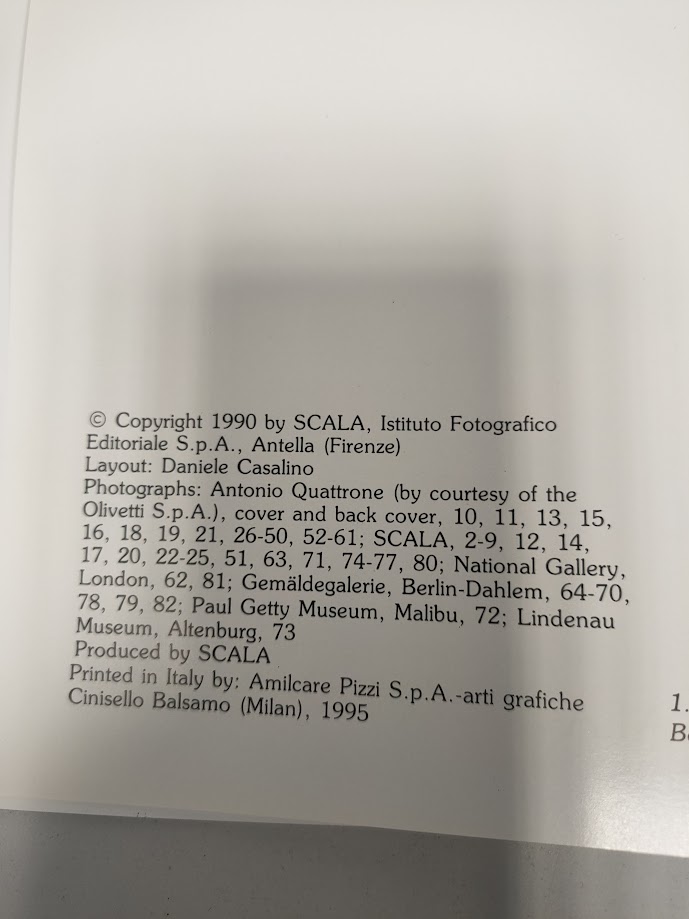 © Copyright 1990 by SCALA, Istituto Fotografico
Editoriale S.p.A., Antella (Firenze)
Layout: Daniele Casalino
Photographs: Antonio Quattrone (by courtesy of the
Olivetti S.p.A.), cover and back cover, 10, 11, 13, 15,
16, 18, 19, 21, 26-50, 52-61; SCALA, 2-9, 12, 14,
17, 20, 22-25, 51, 63, 71, 74-77, 80; National Gallery,
London, 62, 81; Gemäldegalerie, Berlin-Dahlem, 64-70,
78, 79, 82; Paul Getty Museum, Malibu, 72; Lindenau
Museum, Altenburg, 73
Produced by SCALA
Printed in Italy by: Amilcare Pizzi S.p.A.-arti grafiche
Cinisello Balsamo (Milan), 1995
1.